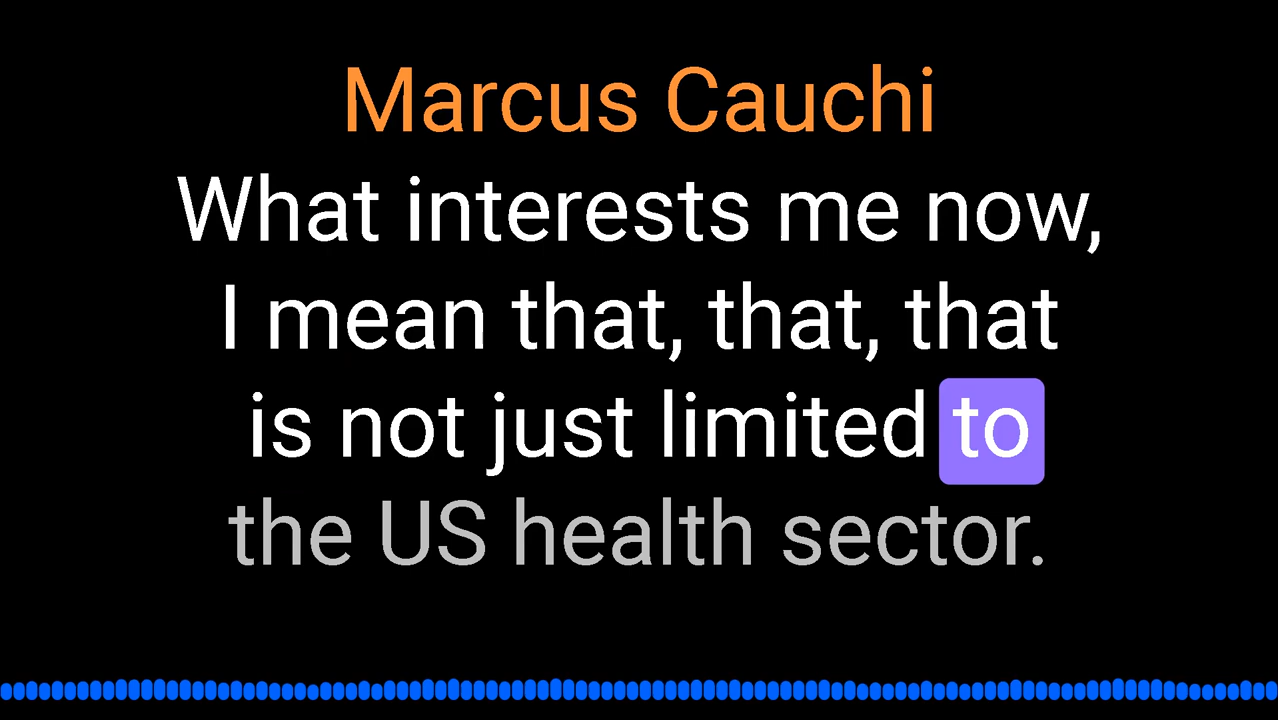 Marcus Cauchi
What interests me now,
I mean that, that, that
is not just limited to
the US health sector.